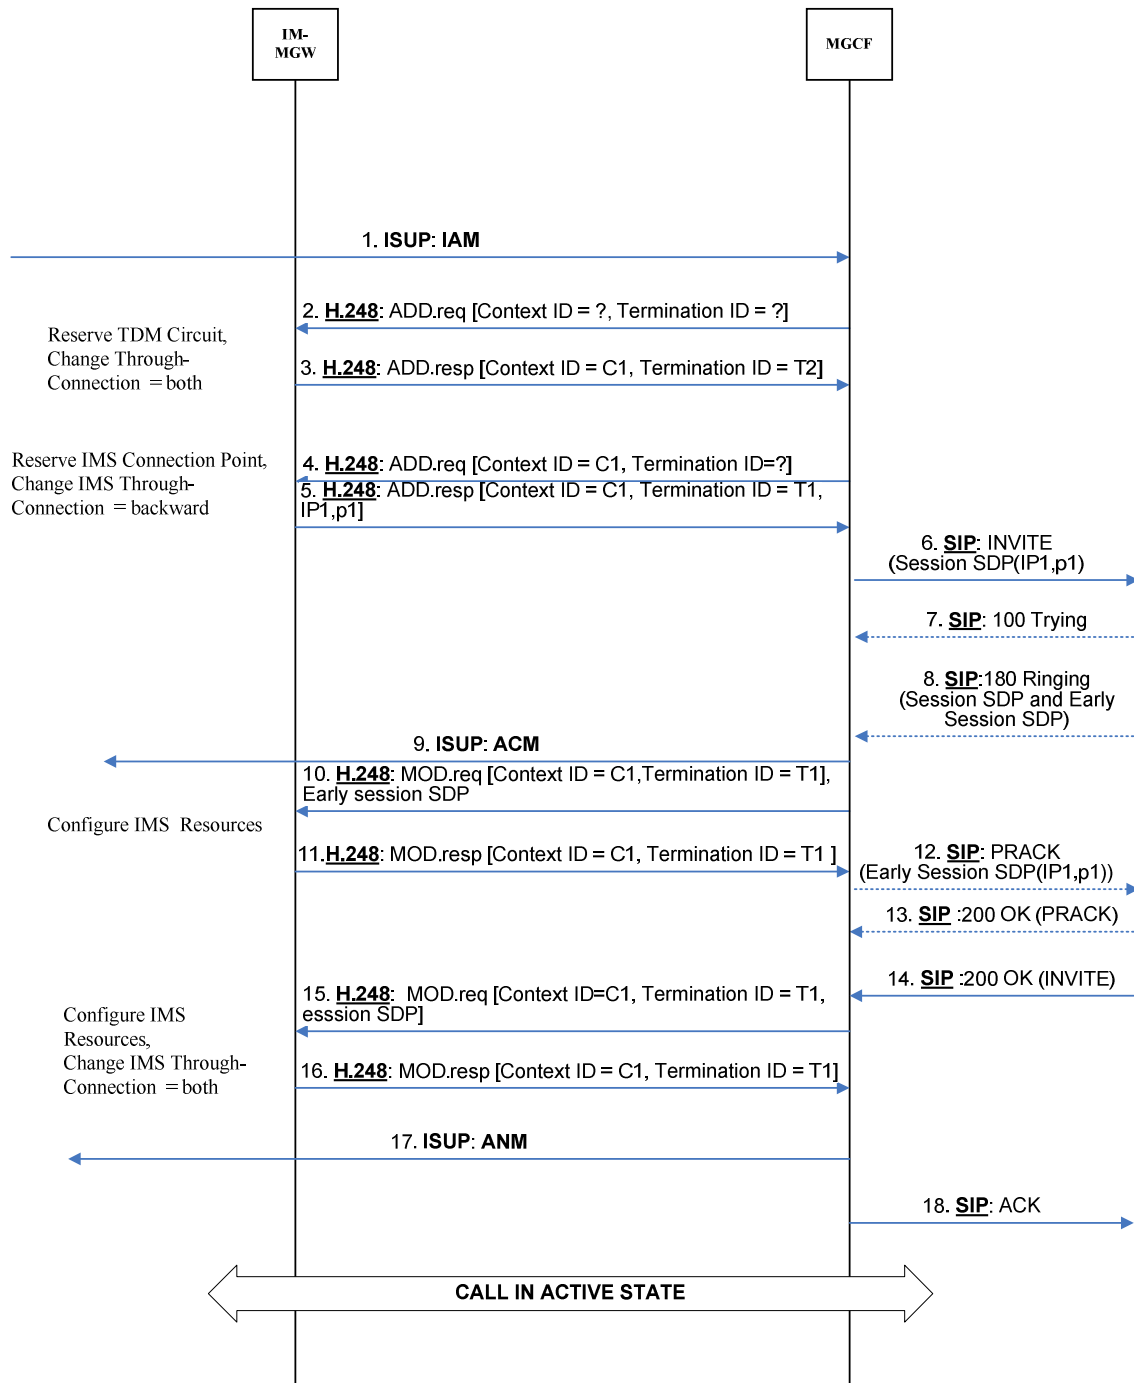 IM-
MGW
MGCF
1. ISUP: IAM
2. H.248: ADD.req [Context ID = ?, Termination ID = ?]
Reserve TDM Circuit,
Change Through-
Connection = both
3. H.248: ADD.resp [Context ID = C1, Termination ID = T2]
Reserve IMS Connection Point,
Change IMS Through-
Connection = backward
4. H.248: ADD.req [Context ID = C1, Termination ID=?]
5. H.248: ADD.resp [Context ID = C1, Termination ID = T1,
IP1,p1]
6. SIP: INVITE
(Session SDP(IP1,p1)
7. SIP: 100 Trying
8. SIP:180 Ringing
(Session SDP and Early
Session SDP)
9. ISUP: ACM
10. H.248: MOD.req [Context ID = C1,Termination ID = T1],
Early session SDP
Configure IMS Resources
11.H.248: MOD.resp [Context ID = C1, Termination ID = T1 ]
12. SIP: PRACK
(Early Session SDP(IP1,p1))
13. SIP :200 OK (PRACK)
14. SIP :200 OK (INVITE)
15. H.248: MOD.req [Context ID=C1, Termination ID = T1,
esssion SDP]
Configure IMS
Resources,
Change IMS Through-
Connection = both
16. H.248: MOD.resp [Context ID = C1, Termination ID = T1]
17. ISUP: ANM
18. SIP: ACK
CALL IN ACTIVE STATE